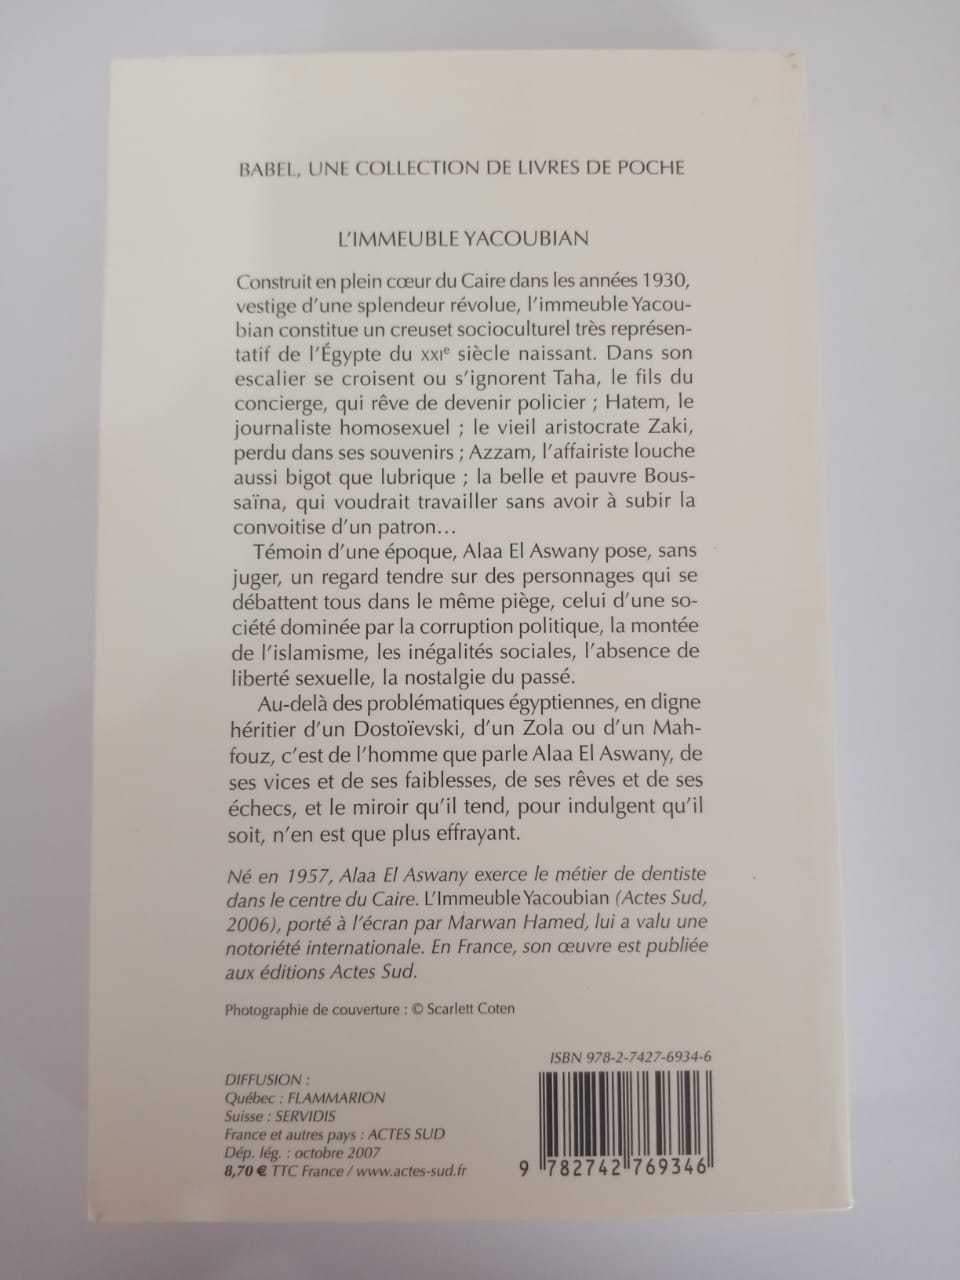 BABEL, UNE COLLECTION DE LIVRES DE POCHE
L'IMMEUBLE YACOUBIAN
Construit en plein cœur du Caire dans les années 1930,
vestige d'une splendeur révolue, l'immeuble Yacou-
bian constitue un creuset socioculturel très représen-
tatif de l'Égypte du XXIe siècle naissant. Dans son
escalier se croisent ou s'ignorent Taha, le fils du
concierge, qui rêve de devenir policier ; Hatem, le
journaliste homosexuel ; le vieil aristocrate Zaki,
perdu dans ses souvenirs ; Azzam, l'affairiste louche
aussi bigot que lubrique ; la belle et pauvre Bous-
saïna, qui voudrait travailler sans avoir à subir la
convoitise d'un patron…
Témoin d'une époque, Alaa El Aswany pose, sans
juger, un regard tendre sur des personnages qui se
débattent tous dans le même piège, celui d'une so-
ciété dominée par la corruption politique, la montée
de l'islamisme, les inégalités sociales, l'absence de
liberté sexuelle, la nostalgie du passé.
Au-delà des problématiques égyptiennes, en digne
héritier d'un Dostoïevski, d'un Zola ou d'un Mah-
fouz, c'est de l'homme que parle Alaa El Aswany, de
ses vices et de ses faiblesses, de ses rêves et de ses
échecs, et le miroir qu'il tend, pour indulgent qu'il
soit, n'en est que plus effrayant.
Né en 1957, Alaa El Aswany exerce le métier de dentiste
dans le centre du Caire. L'Immeuble Yacoubian (Actes Sud,
2006), porté à l'écran par Marwan Hamed, lui a valu une
notoriété internationale. En France, son œuvre est publiée
aux éditions Actes Sud.
Photographie de couverture : © Scarlett Coten
ISBN 978-2-7427-6934-6
DIFFUSION :
Québec : FLAMMARION
Suisse : SERVIDIS
France et autres pays : ACTES SUD
Dép. lég. : octobre 2007
8,70 € TTC France / www.actes-sud.fr
9 782742 769346